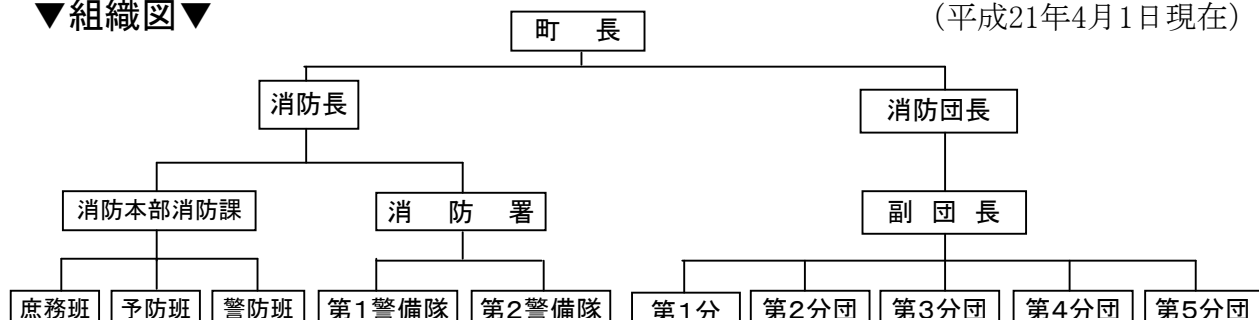 ▼組織図▼ (平成21年4月1日現在)
町 長
消防長 消防団長
消防本部消防課 消 防 署 副 団 長
庶務班 予防班 警防班 第1警備隊 第2警備隊 第1分 第2分団 第3分団 第4分団 第5分団